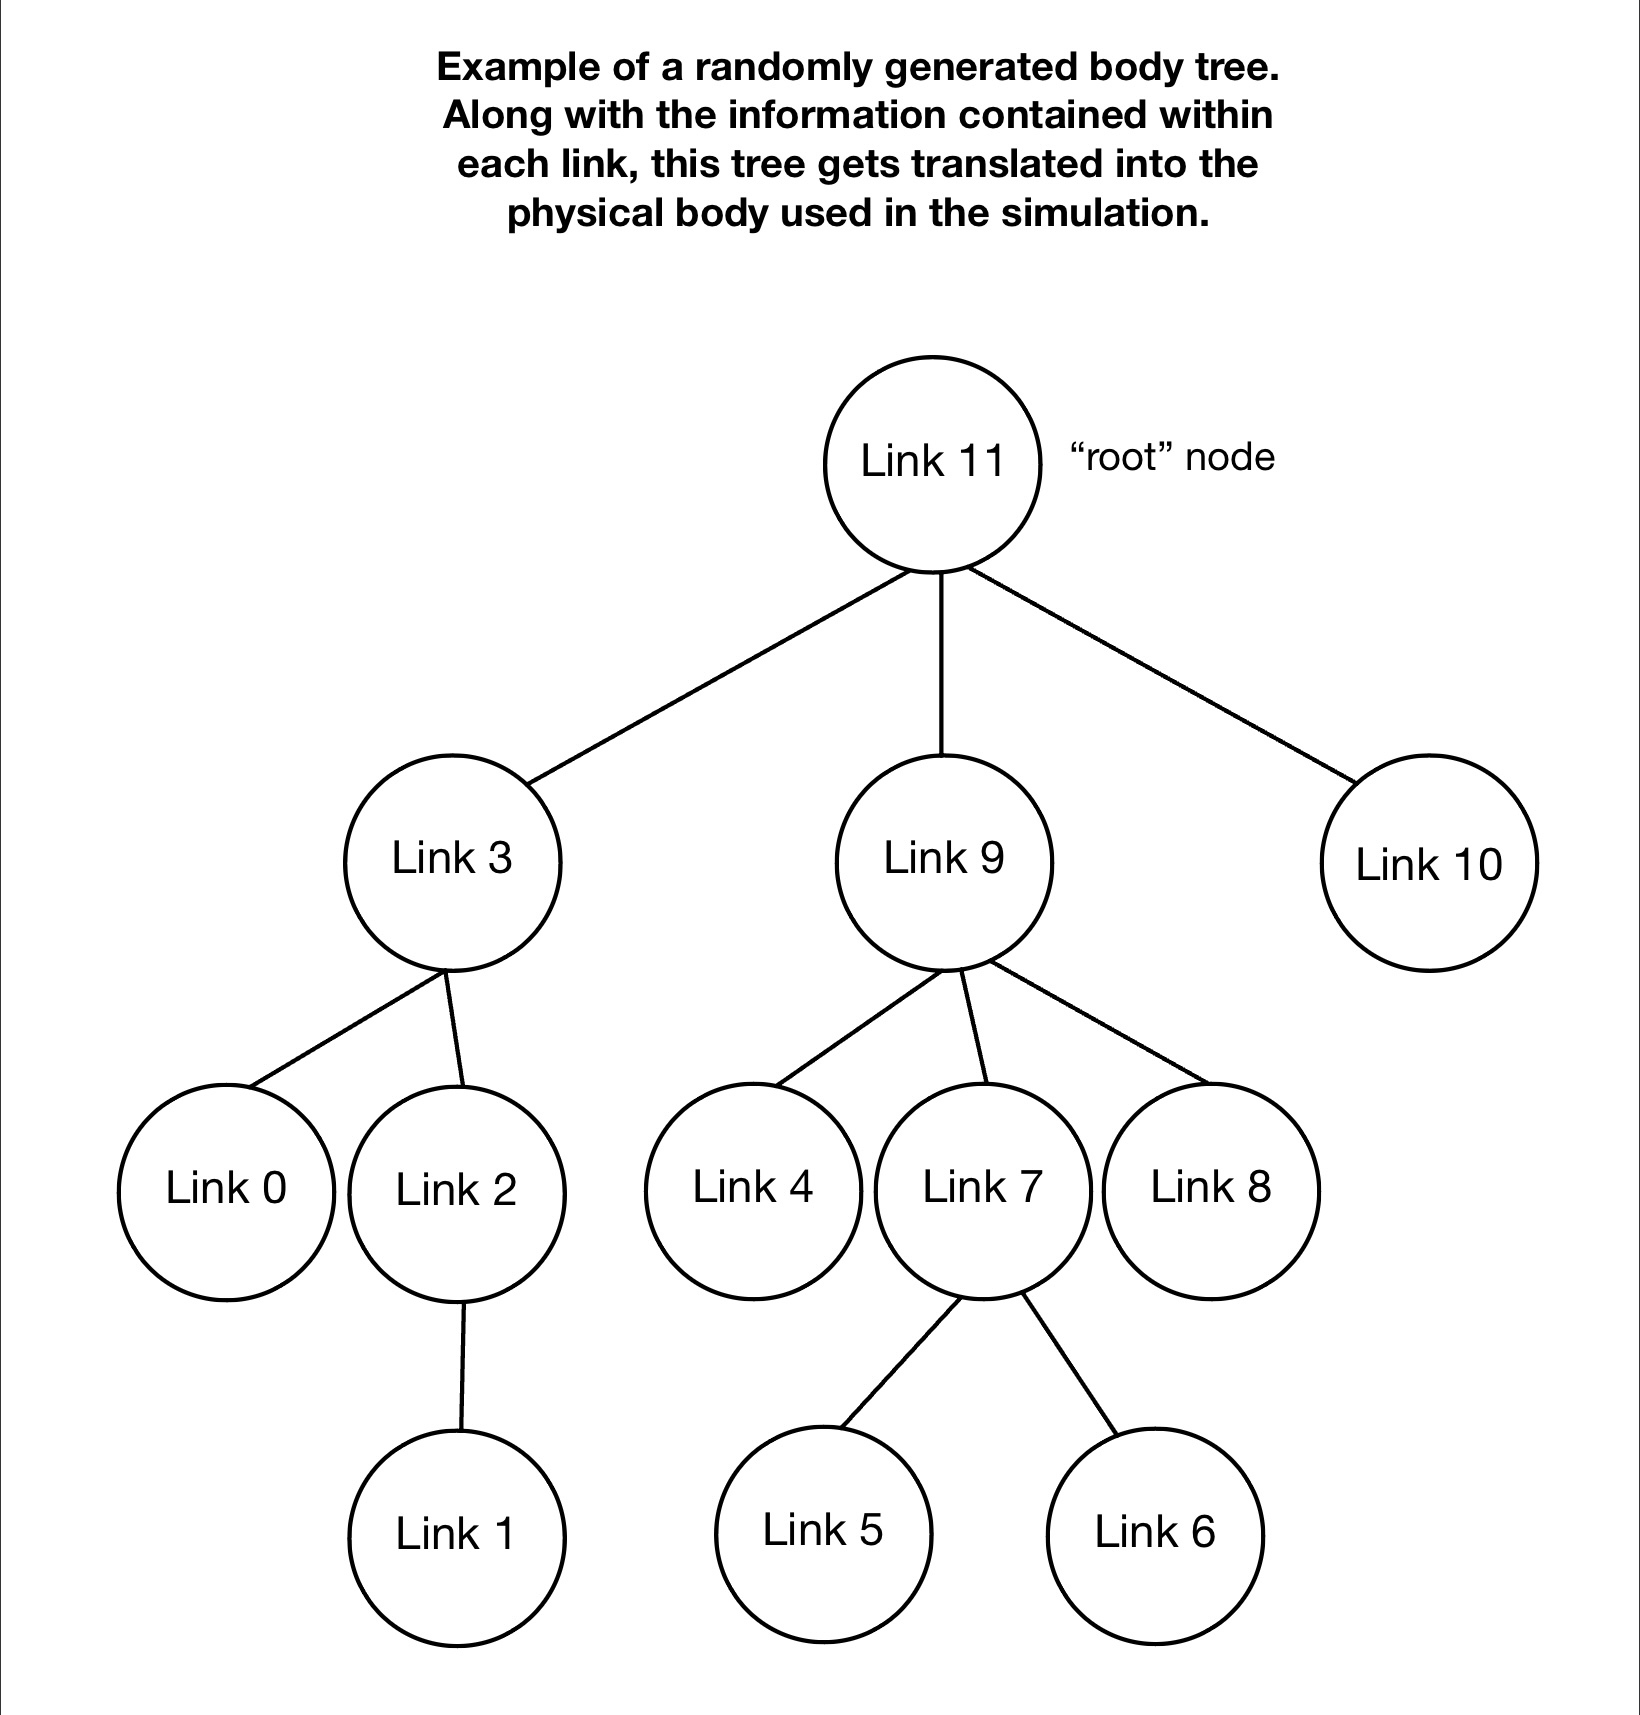 Example of a randomly generated body tree.
Along with the information contained within
each link, this tree gets translated into the
physical body used in the simulation.
Link 11
“root” node
Link 3
Link 9
Link 10
Link 0
Link 2
Link 4
Link 7
Link 8
Link 1
Link 5
Link 6